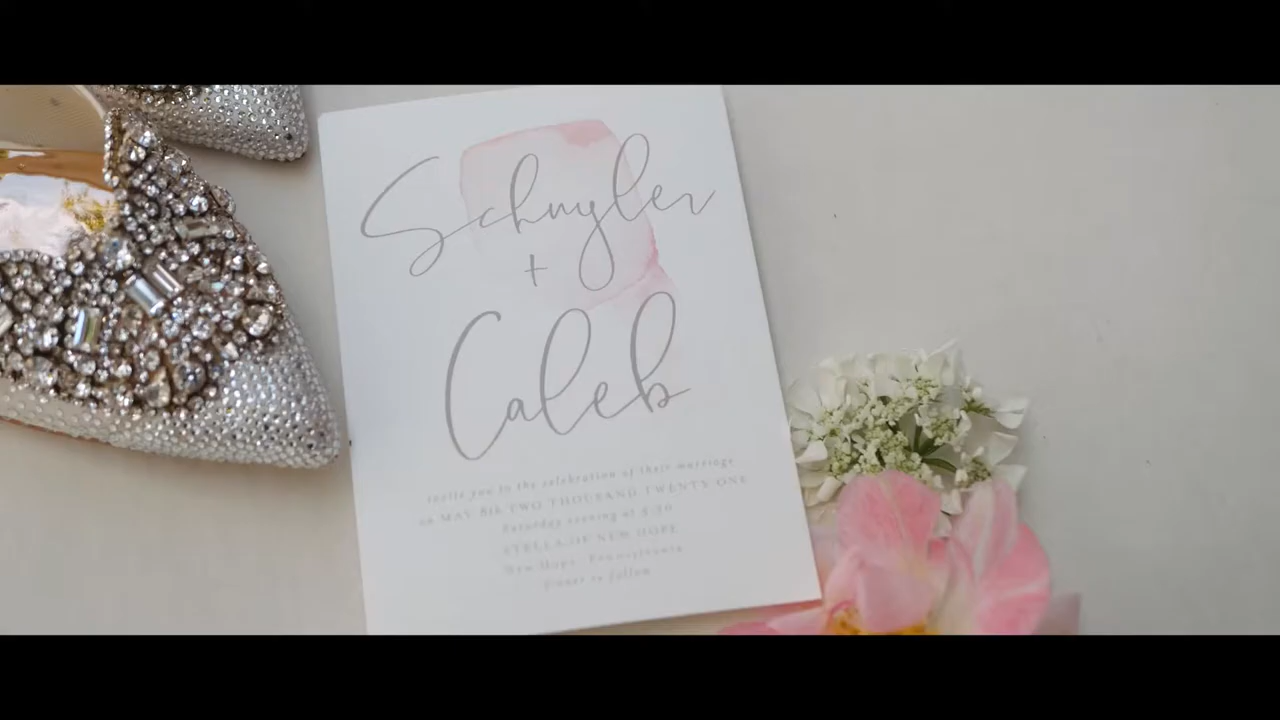 Schuyler
+
Caleb
invite you to the celebration of their marriage
on MAY 8th TWO THOUSAND TWENTY ONE
Saturday evening at 4:30
STELLA OF NEW HOPE
New Hope, Pennsylvania
Dinner to follow